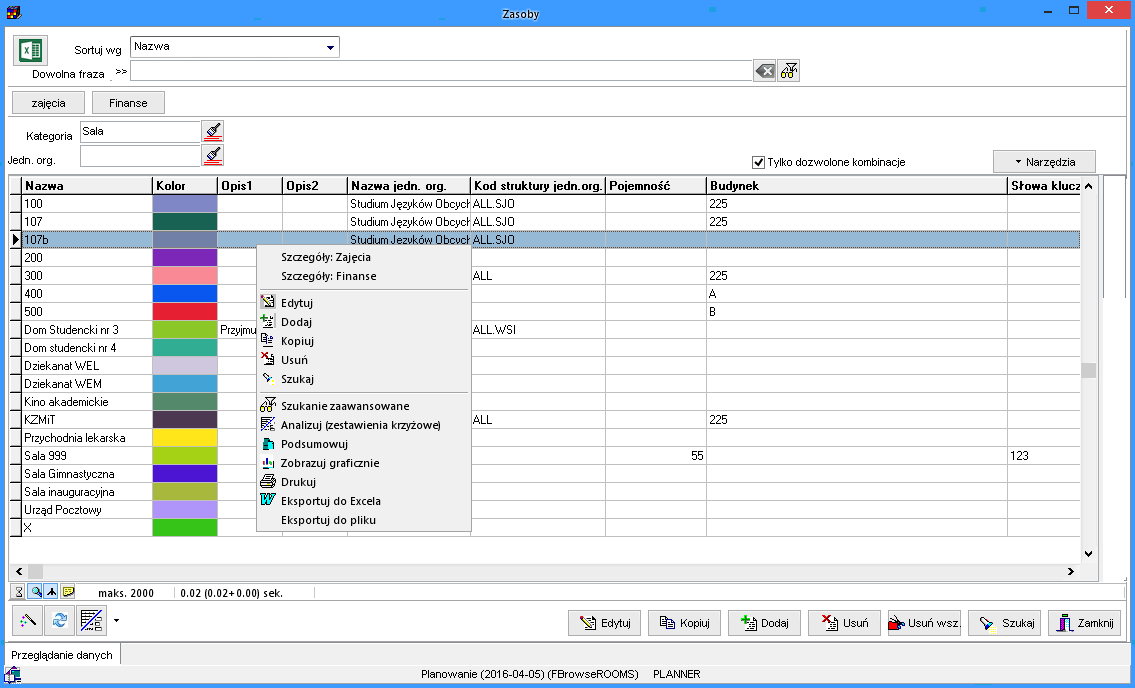 Zasoby
Sortuj wg Nazwa
Dowolna fraza >>
zajęcia Finanse
Kategoria Sala
Jedn. org.
Tylko dozwolone kombinacje Narzędzia
Nazwa Kolor Opis1 Opis2 Nazwa jedn. org. Kod struktury jedn.org. Pojemność Budynek Słowa klucz
100 Studium Języków Obcych ALL.SJO 225
107 Studium Języków Obcych ALL.SJO 225
107b Studium Języków Obcych ALL.SJO
200
300 ALL 225
400 A
500 B
Dom Studencki nr 3 Przyjmu ALL.WSI
Dom studencki nr 4
Dziekanat WEL
Dziekanat WEM
Kino akademickie
KZMiT ALL 225
Przychodnia lekarska
Sala 999 55 123
Sala Gimnastyczna
Sala inauguracyjna
Urząd Pocztowy
X
Szczegóły: Zajęcia
Szczegóły: Finanse
Edytuj
Dodaj
Kopiuj
Usuń
Szukaj
Szukanie zaawansowane
Analizuj (zestawienia krzyżowe)
Podsumowuj
Zobrazuj graficznie
Drukuj
Eksportuj do Excela
Eksportuj do pliku
maks. 2000 0.02 (0.02+0.00) sek.
Edytuj Kopiuj Dodaj Usuń Usuń wsz. Szukaj Zamknij
Przeglądanie danych
Planowanie (2016-04-05) (FBrowseROOMS) PLANNER